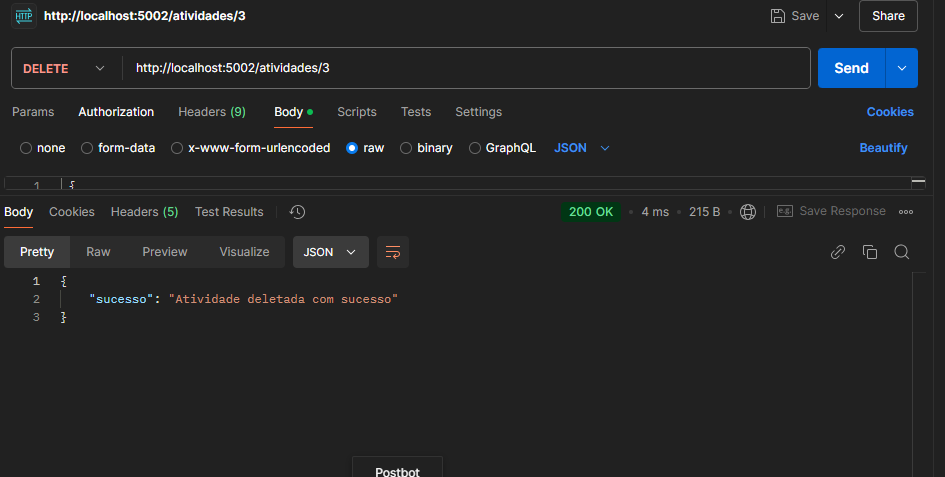 HTTP http://localhost:5002/atividades/3 Save Share
DELETE http://localhost:5002/atividades/3 Send
Params Authorization Headers (9) Body Scripts Tests Settings Cookies
none form-data x-www-form-urlencoded raw binary GraphQL JSON Beautify
1 {
Body Cookies Headers (5) Test Results 200 OK 4 ms 215 B e.g. Save Response
Pretty Raw Preview Visualize JSON
1 {
2 "sucesso": "Atividade deletada com sucesso"
3 }
Postbot